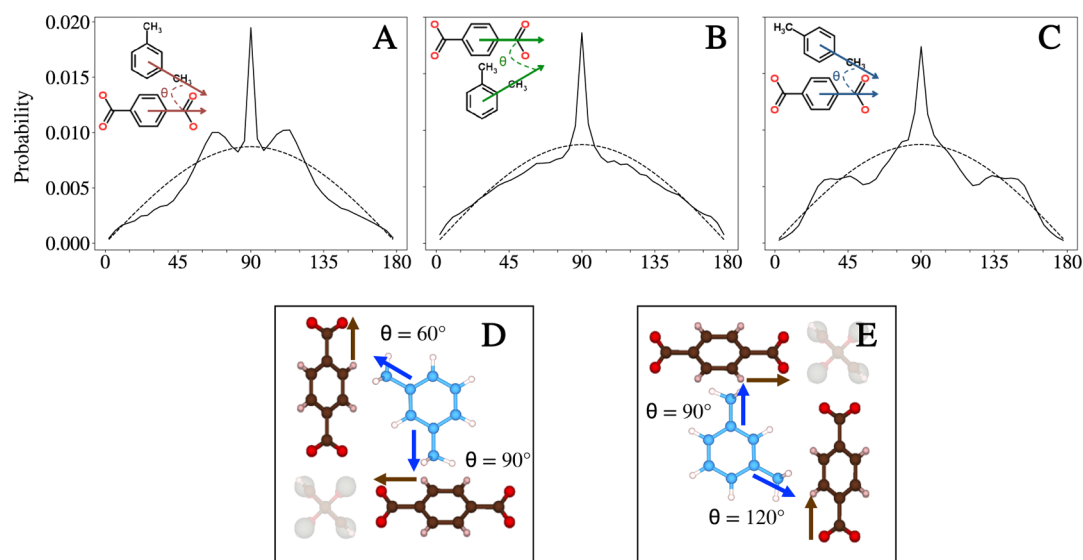 Probability
0.020
0.015
0.010
0.005
0.000
A
CH₃
CH₃
θ
O
O
O
O
0 45 90 135 180
B
O
O
O
O
θ
CH₃
CH₃
0 45 90 135 180
C
H₃C
CH₃
θ
O
O
O
O
0 45 90 135 180
D
θ = 60°
θ = 90°
E
θ = 90°
θ = 120°